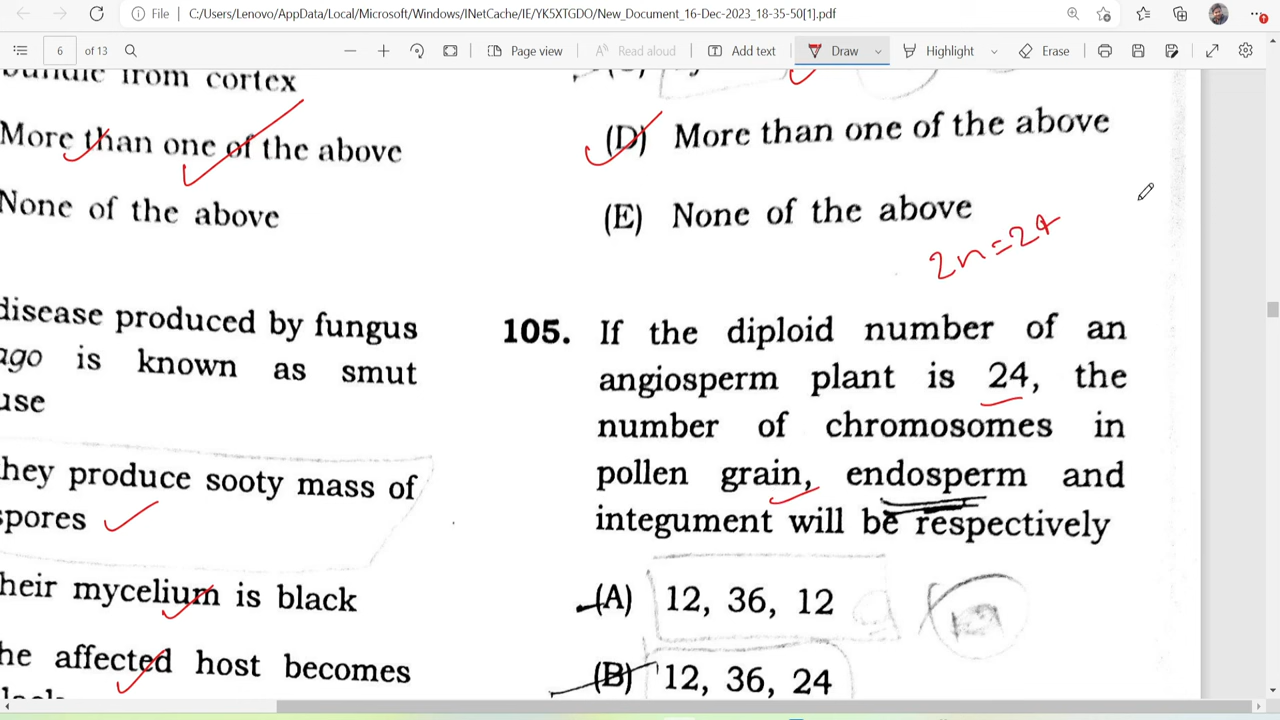 File
C:/Users/Lenovo/AppData/Local/Microsoft/Windows/INetCache/IE/YK5XTGDO/New_Document_16-Dec-2023_18-35-50[1].pdf
6 of 13
Page view
Read aloud
Add text
Draw
Highlight
Erase
from cortex
More than one of the above
None of the above
disease produced by fungus
ago is known as smut
use
hey produce sooty mass of
spores
heir mycelium is black
he affected host becomes
(D) More than one of the above
(E) None of the above
2n=24
105. If the diploid number of an
angiosperm plant is 24, the
number of chromosomes in
pollen grain, endosperm and
integument will be respectively
(A) 12, 36, 12
(B) 12, 36, 24